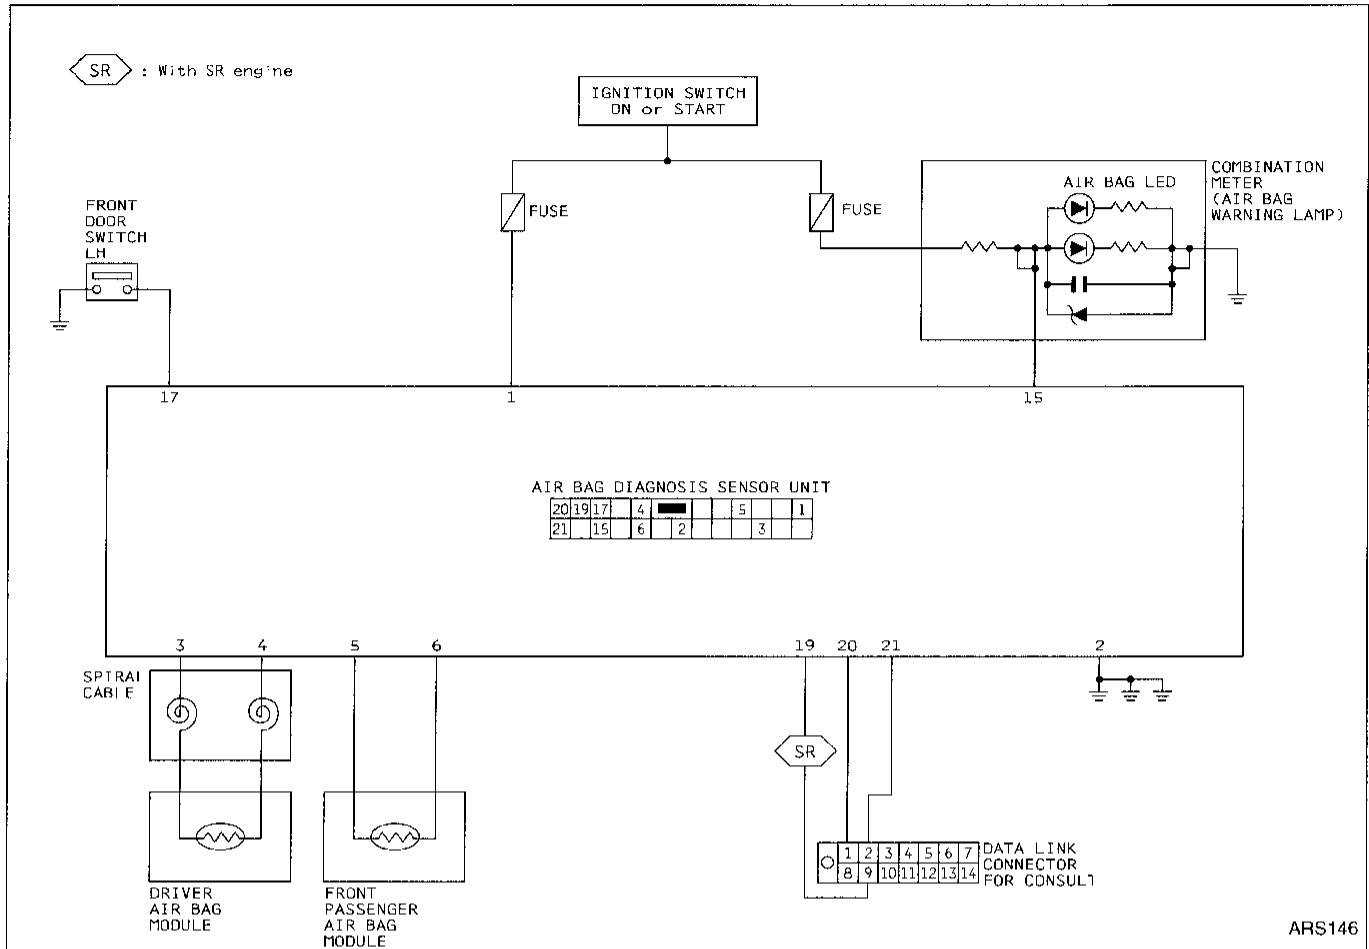 SR : With SR engine
IGNITION SWITCH
ON or START
FUSE
FUSE
AIR BAG LED
COMBINATION
METER
(AIR BAG
WARNING LAMP)
FRONT
DOOR
SWITCH
LH
17
1
15
AIR BAG DIAGNOSIS SENSOR UNIT
20 19 17 4 5 1
21 15 6 2 3
3 4 5 6 19 20 21 2
SPIRAL
CABLE
SR
DRIVER
AIR BAG
MODULE
FRONT
PASSENGER
AIR BAG
MODULE
1 2 3 4 5 6 7
8 9 10 11 12 13 14
DATA LINK
CONNECTOR
FOR CONSULT
ARS146